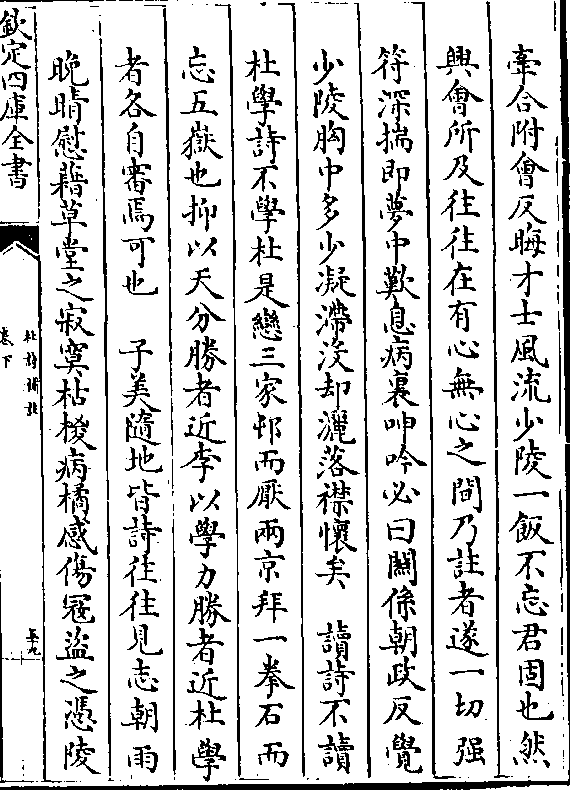 牽合附會反晦才士風流少陵一飯不忘君固也然
興會所及往往在有心無心之間乃註者遂一切强
符深揣即夢中歎息病裏呻吟必曰關係朝政反覺
少陵胸中多少凝滯沒却灑落襟懷矣　讀詩不讀
杜學詩不學杜是戀三家邨而厭兩京拜一拳石而
忘五嶽也抑以天分勝者近李以學力勝者近杜學
者各自審焉可也　子美隨地皆詩往往見志朝雨
晚晴慰藉草堂之寂寞枯椶病橘感傷寇盜之憑陵
欽定四庫全書
杜詩補註
卷下
五十九